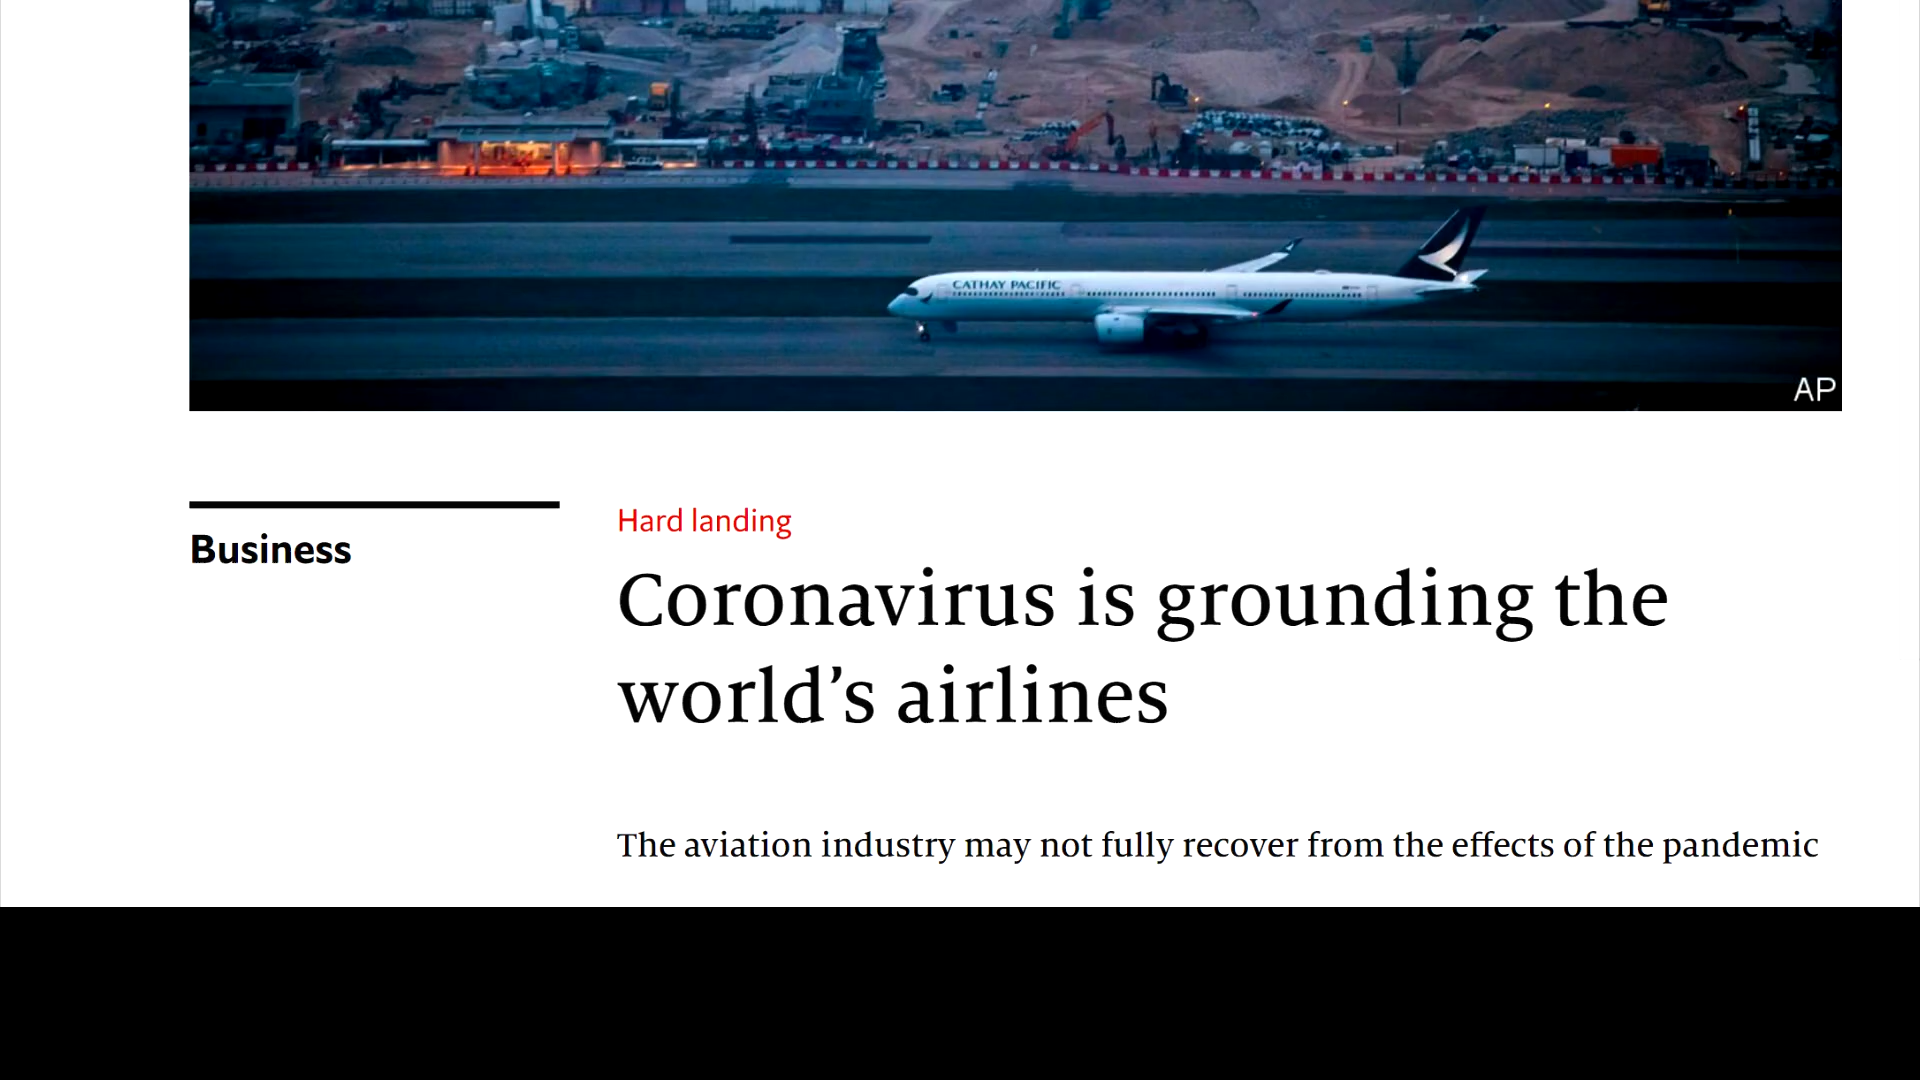 CATHAY PACIFIC
AP
Business
Hard landing
Coronavirus is grounding the
world’s airlines
The aviation industry may not fully recover from the effects of the pandemic